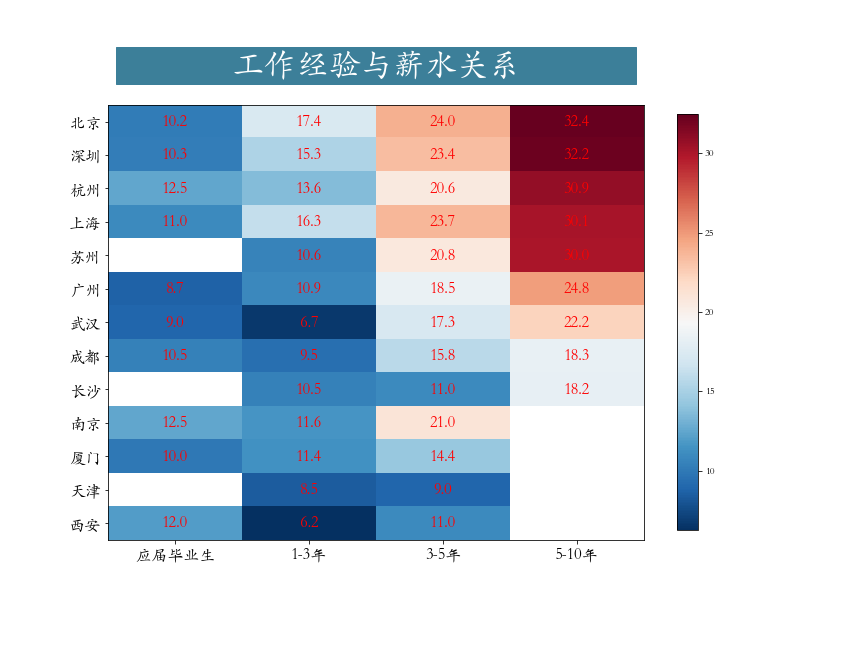 工作经验与薪水关系
北京 10.2 17.4 24.0 32.4
深圳 10.3 15.3 23.4 32.2
杭州 12.5 13.6 20.6 30.9
上海 11.0 16.3 23.7 30.1
苏州 10.6 20.8 30.0
广州 8.7 10.9 18.5 24.8
武汉 9.0 6.7 17.3 22.2
成都 10.5 9.5 15.8 18.3
长沙 10.5 11.0 18.2
南京 12.5 11.6 21.0
厦门 10.0 11.4 14.4
天津 8.5 9.0
西安 12.0 6.2 11.0
应届毕业生 1-3年 3-5年 5-10年
30
25
20
15
10